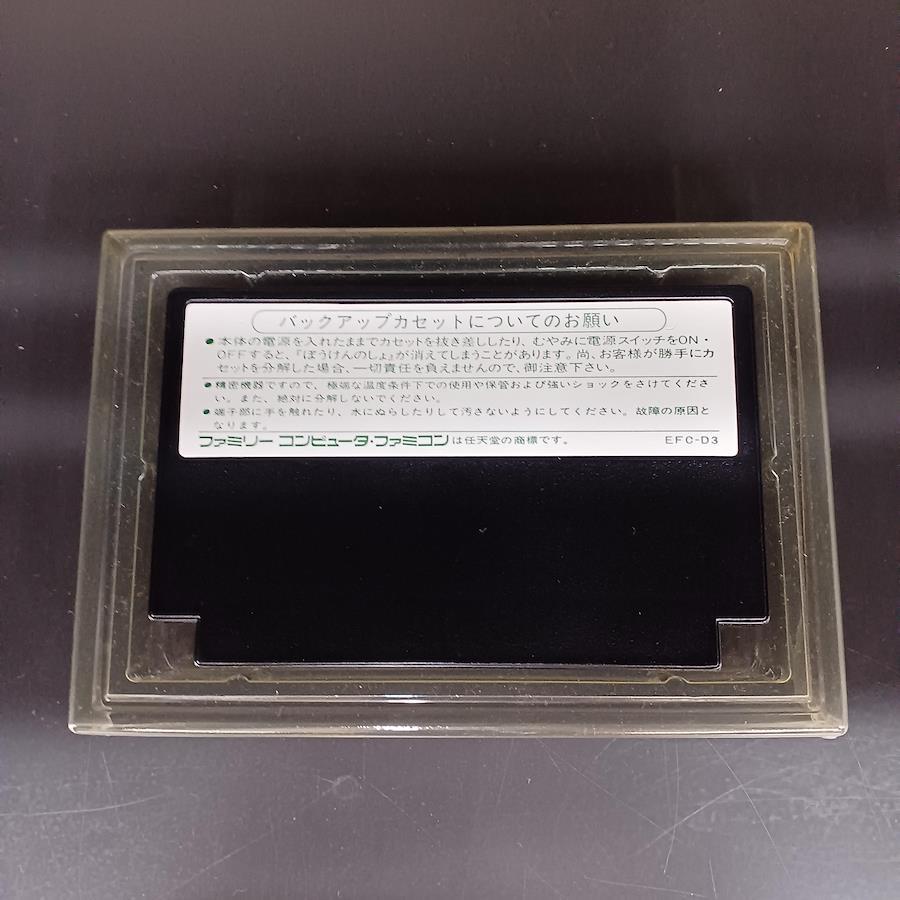 バックアップカセットについてのお願い
●本体の電源を入れたままでカセットを抜き差ししたり、むやみに電源スイッチをON・
OFFすると、『ぼうけんのしょ』が消えてしまうことがあります。尚、お客様が勝手にカ
セットを分解した場合、一切責任を負えませんので、御注意下さい。
●精密機器ですので、極端な温度条件下での使用や保管および強いショックをさけてくださ
い。また、絶対に分解しないでください。
●端子部に手を触れたり、水にぬらしたりして汚さないようにしてください。故障の原因と
なります。
ファミリー コンピュータ・ファミコンは任天堂の商標です。 EFC-D3